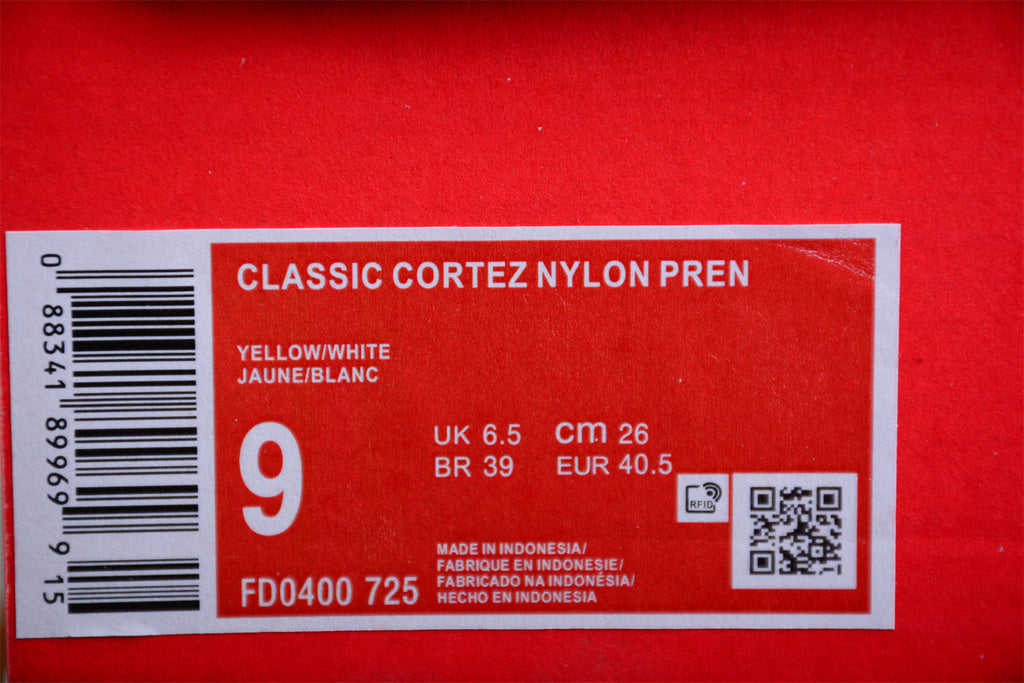 CLASSIC CORTEZ NYLON PREN
YELLOW/WHITE
JAUNE/BLANC
9
UK 6.5 cm 26
BR 39 EUR 40.5
RFID
MADE IN INDONESIA/
FABRIQUE EN INDONESIE/
FABRICADO NA INDONÉSIA/
HECHO EN INDONESIA
FD0400 725
0 88341 89969 9 15